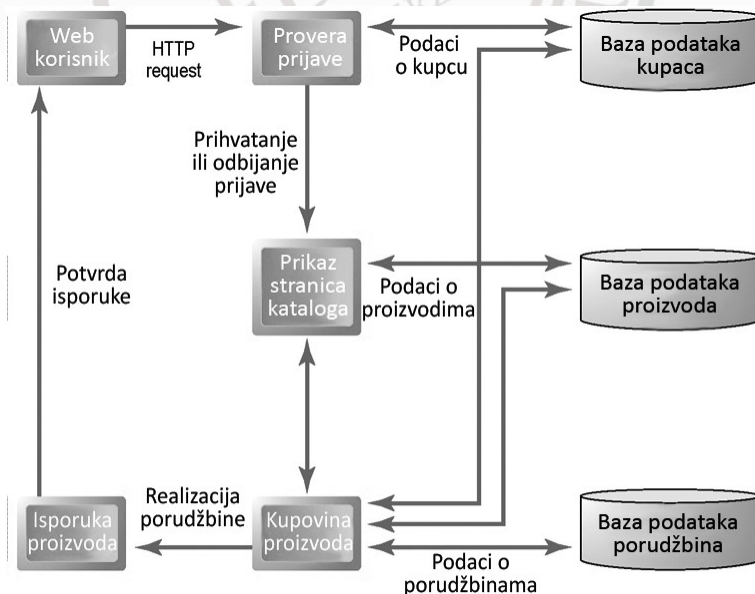 Web
korisnik
HTTP
request
Provera
prijave
Podaci
o kupcu
Baza podataka
kupaca
Prihvatanje
ili odbijanje
prijave
Potvrda
isporuke
Prikaz
stranica
kataloga
Podaci o
proizvodima
Baza podataka
proizvoda
Isporuka
proizvoda
Realizacija
porudžbine
Kupovina
proizvoda
Podaci o
porudžbinama
Baza podataka
porudžbina